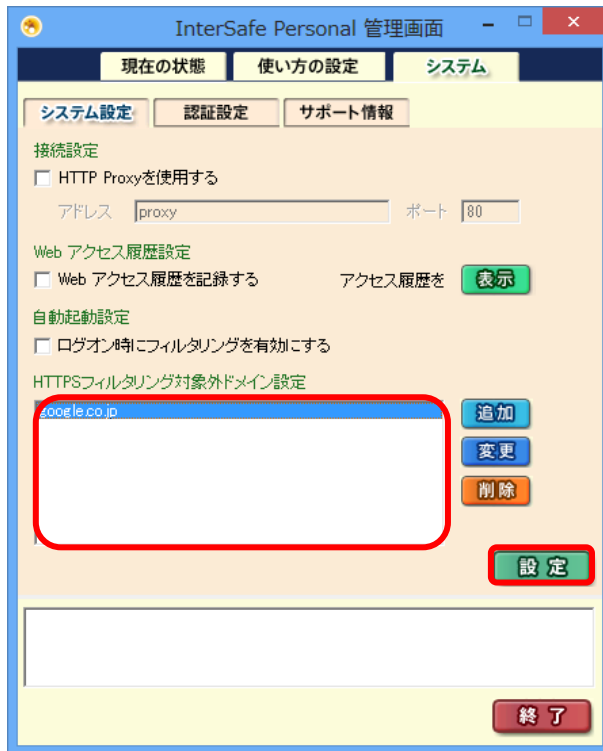 InterSafe Personal 管理画面
現在の状態 使い方の設定 システム
システム設定 認証設定 サポート情報
接続設定
HTTP Proxyを使用する
アドレス proxy ポート 80
Web アクセス履歴設定
Web アクセス履歴を記録する アクセス履歴を 表示
自動起動設定
ログオン時にフィルタリングを有効にする
HTTPSフィルタリング対象外ドメイン設定
google.co.jp 追加
変更
削除
設定
終了